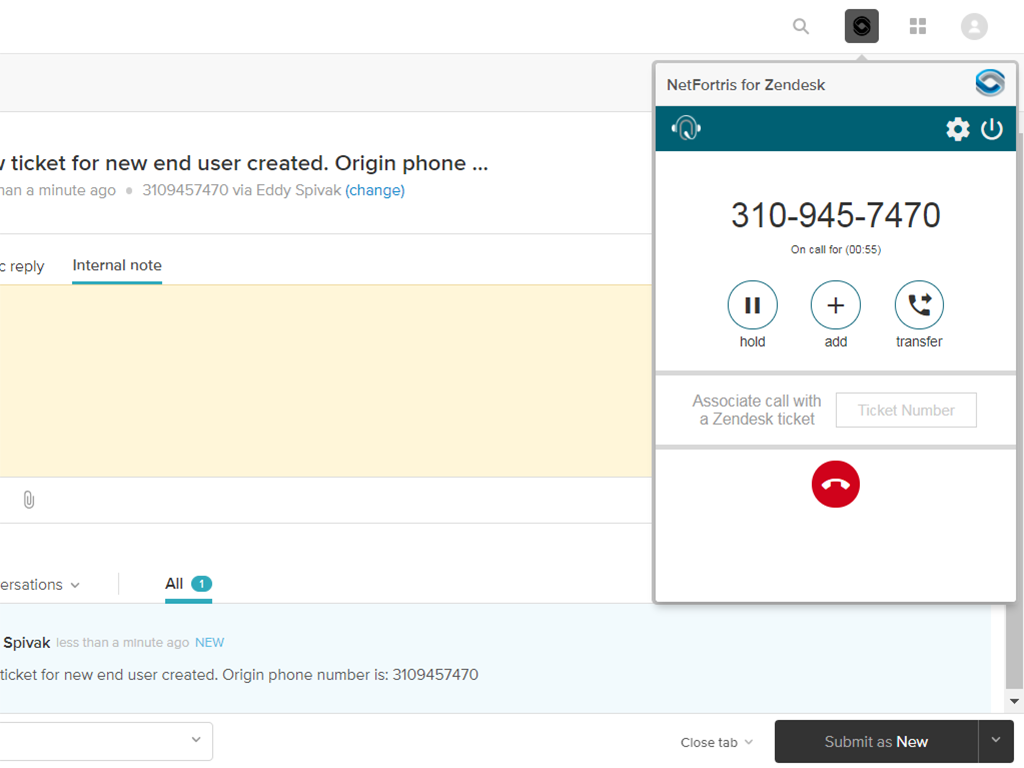 NetFortris for Zendesk
ticket for new end user created. Origin phone ...
than a minute ago • 3109457470 via Eddy Spivak (change)
310-945-7470
On call for (00:55)
c reply Internal note
hold add transfer
Associate call with
a Zendesk ticket
Ticket Number
ersations All 1
Spivak less than a minute ago NEW
ticket for new end user created. Origin phone number is: 3109457470
Close tab Submit as New